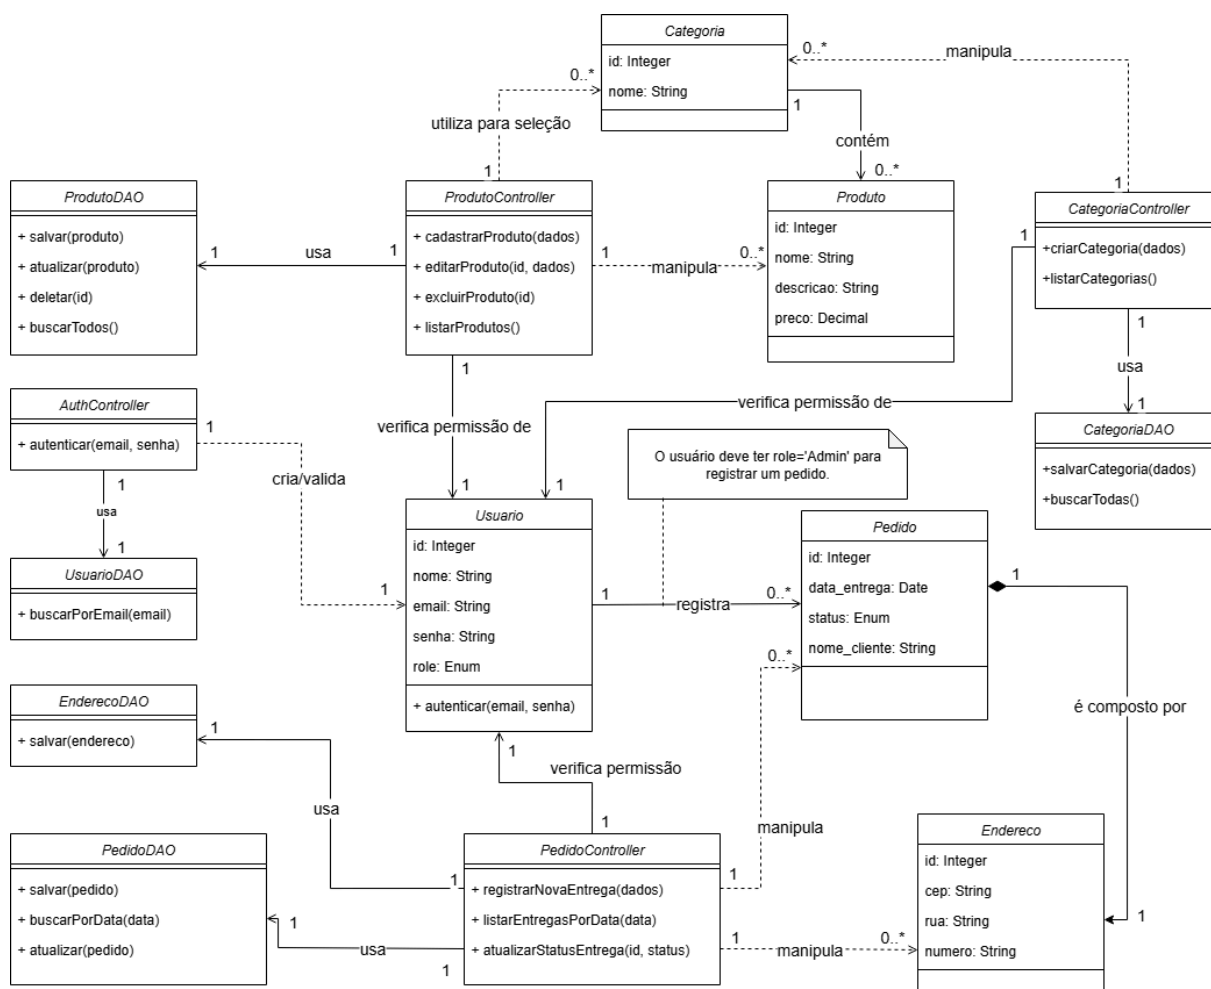 Categoria
id: Integer
nome: String
0..*
manipula
0..*
1
utiliza para seleção
contém
1
0..*
1
ProdutoDAO
+ salvar(produto)
+ atualizar(produto)
+ deletar(id)
+ buscarTodos()
1
usa
1
ProdutoController
+ cadastrarProduto(dados)
+ editarProduto(id, dados)
+ excluirProduto(id)
+ listarProdutos()
1
manipula
0..*
Produto
id: Integer
nome: String
descricao: String
preco: Decimal
CategoriaController
+criarCategoria(dados)
+listarCategorias()
1
1
usa
1
1
verifica permissão de
1
verifica permissão de
1
CategoriaDAO
+salvarCategoria(dados)
+buscarTodas()
AuthController
+ autenticar(email, senha)
1
cria/valida
1
1
usa
1
UsuarioDAO
+ buscarPorEmail(email)
O usuário deve ter role='Admin' para
registrar um pedido.
Usuario
id: Integer
nome: String
email: String
senha: String
role: Enum
+ autenticar(email, senha)
1
registra
0..*
Pedido
id: Integer
data_entrega: Date
status: Enum
nome_cliente: String
1
é composto por
1
0..*
manipula
1
EnderecoDAO
+ salvar(endereco)
1
usa
1
1
verifica permissão
1
PedidoDAO
+ salvar(pedido)
+ buscarPorData(data)
+ atualizar(pedido)
1
usa
1
PedidoController
+ registrarNovaEntrega(dados)
+ listarEntregasPorData(data)
+ atualizarStatusEntrega(id, status)
1
manipula
0..*
Endereco
id: Integer
cep: String
rua: String
numero: String